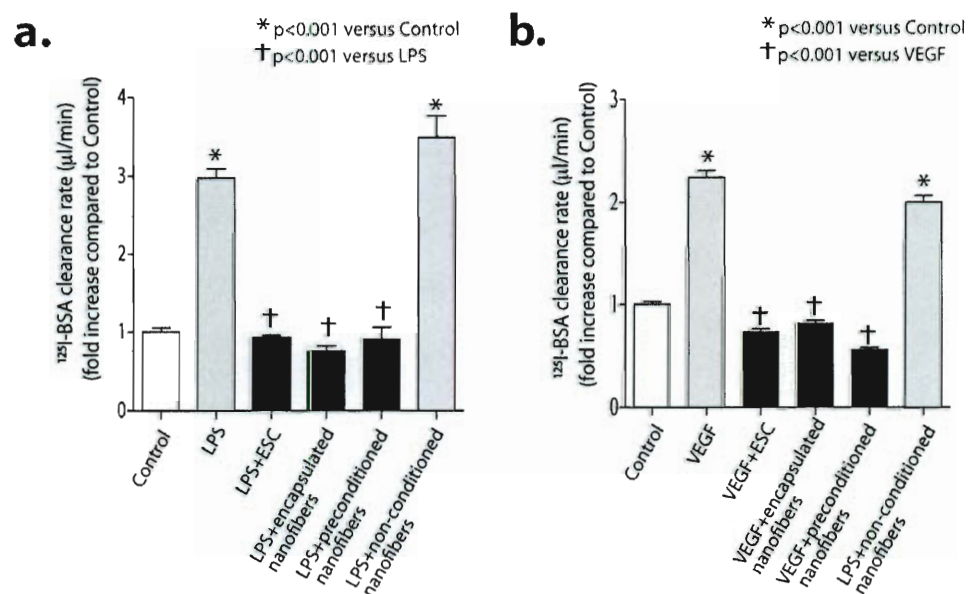 a.
* p<0.001 versus Control
† p<0.001 versus LPS
¹²⁵I-BSA clearance rate (µl/min)
(fold increase compared to Control)
4
3
2
1
0
*
†
†
†
*
Control
LPS
LPS+ESC
LPS+encapsulated
nanofibers
LPS+preconditioned
nanofibers
LPS+non-conditioned
nanofibers
b.
* p<0.001 versus Control
† p<0.001 versus VEGF
¹²⁵I-BSA clearance rate (µl/min)
(fold increase compared to Control)
3
2
1
0
*
†
†
†
*
Control
VEGF
VEGF+ESC
VEGF+encapsulated
nanofibers
VEGF+preconditioned
nanofibers
LPS+non-conditioned
nanofibers